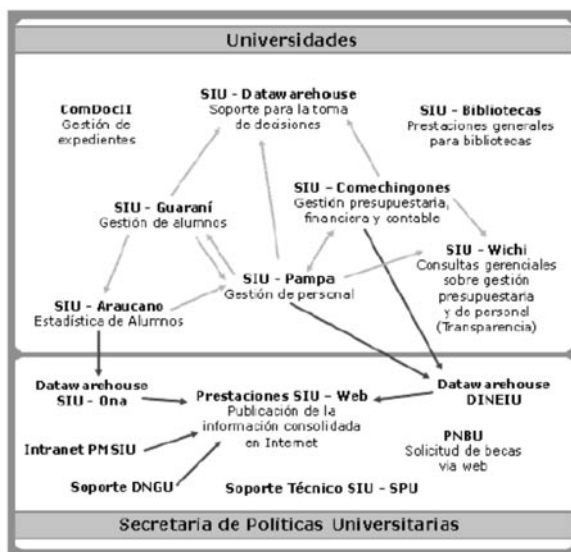 Universidades
ComDocII
Gestión de
expedientes
SIU - Datawarehouse
Soporte para la toma
de decisiones
SIU - Bibliotecas
Prestaciones generales
para bibliotecas
SIU - Guaraní
Gestión de alumnos
SIU - Comechingones
Gestión presupuestaria,
financiera y contable
SIU - Wichi
Consultas gerenciales
sobre gestión
presupuestaria
y de personal
(Transparencia)
SIU - Pampa
Gestión de personal
SIU - Araucano
Estadística de Alumnos
Datawarehouse
SIU - Ona
Prestaciones SIU - Web
Publicación de la
información consolidada
en Internet
Datawarehouse
DINEIU
Intranet PMSIU
PNBU
Solicitud de becas
via web
Soporte DNGU
Soporte Técnico SIU - SPU
Secretaria de Políticas Universitarias